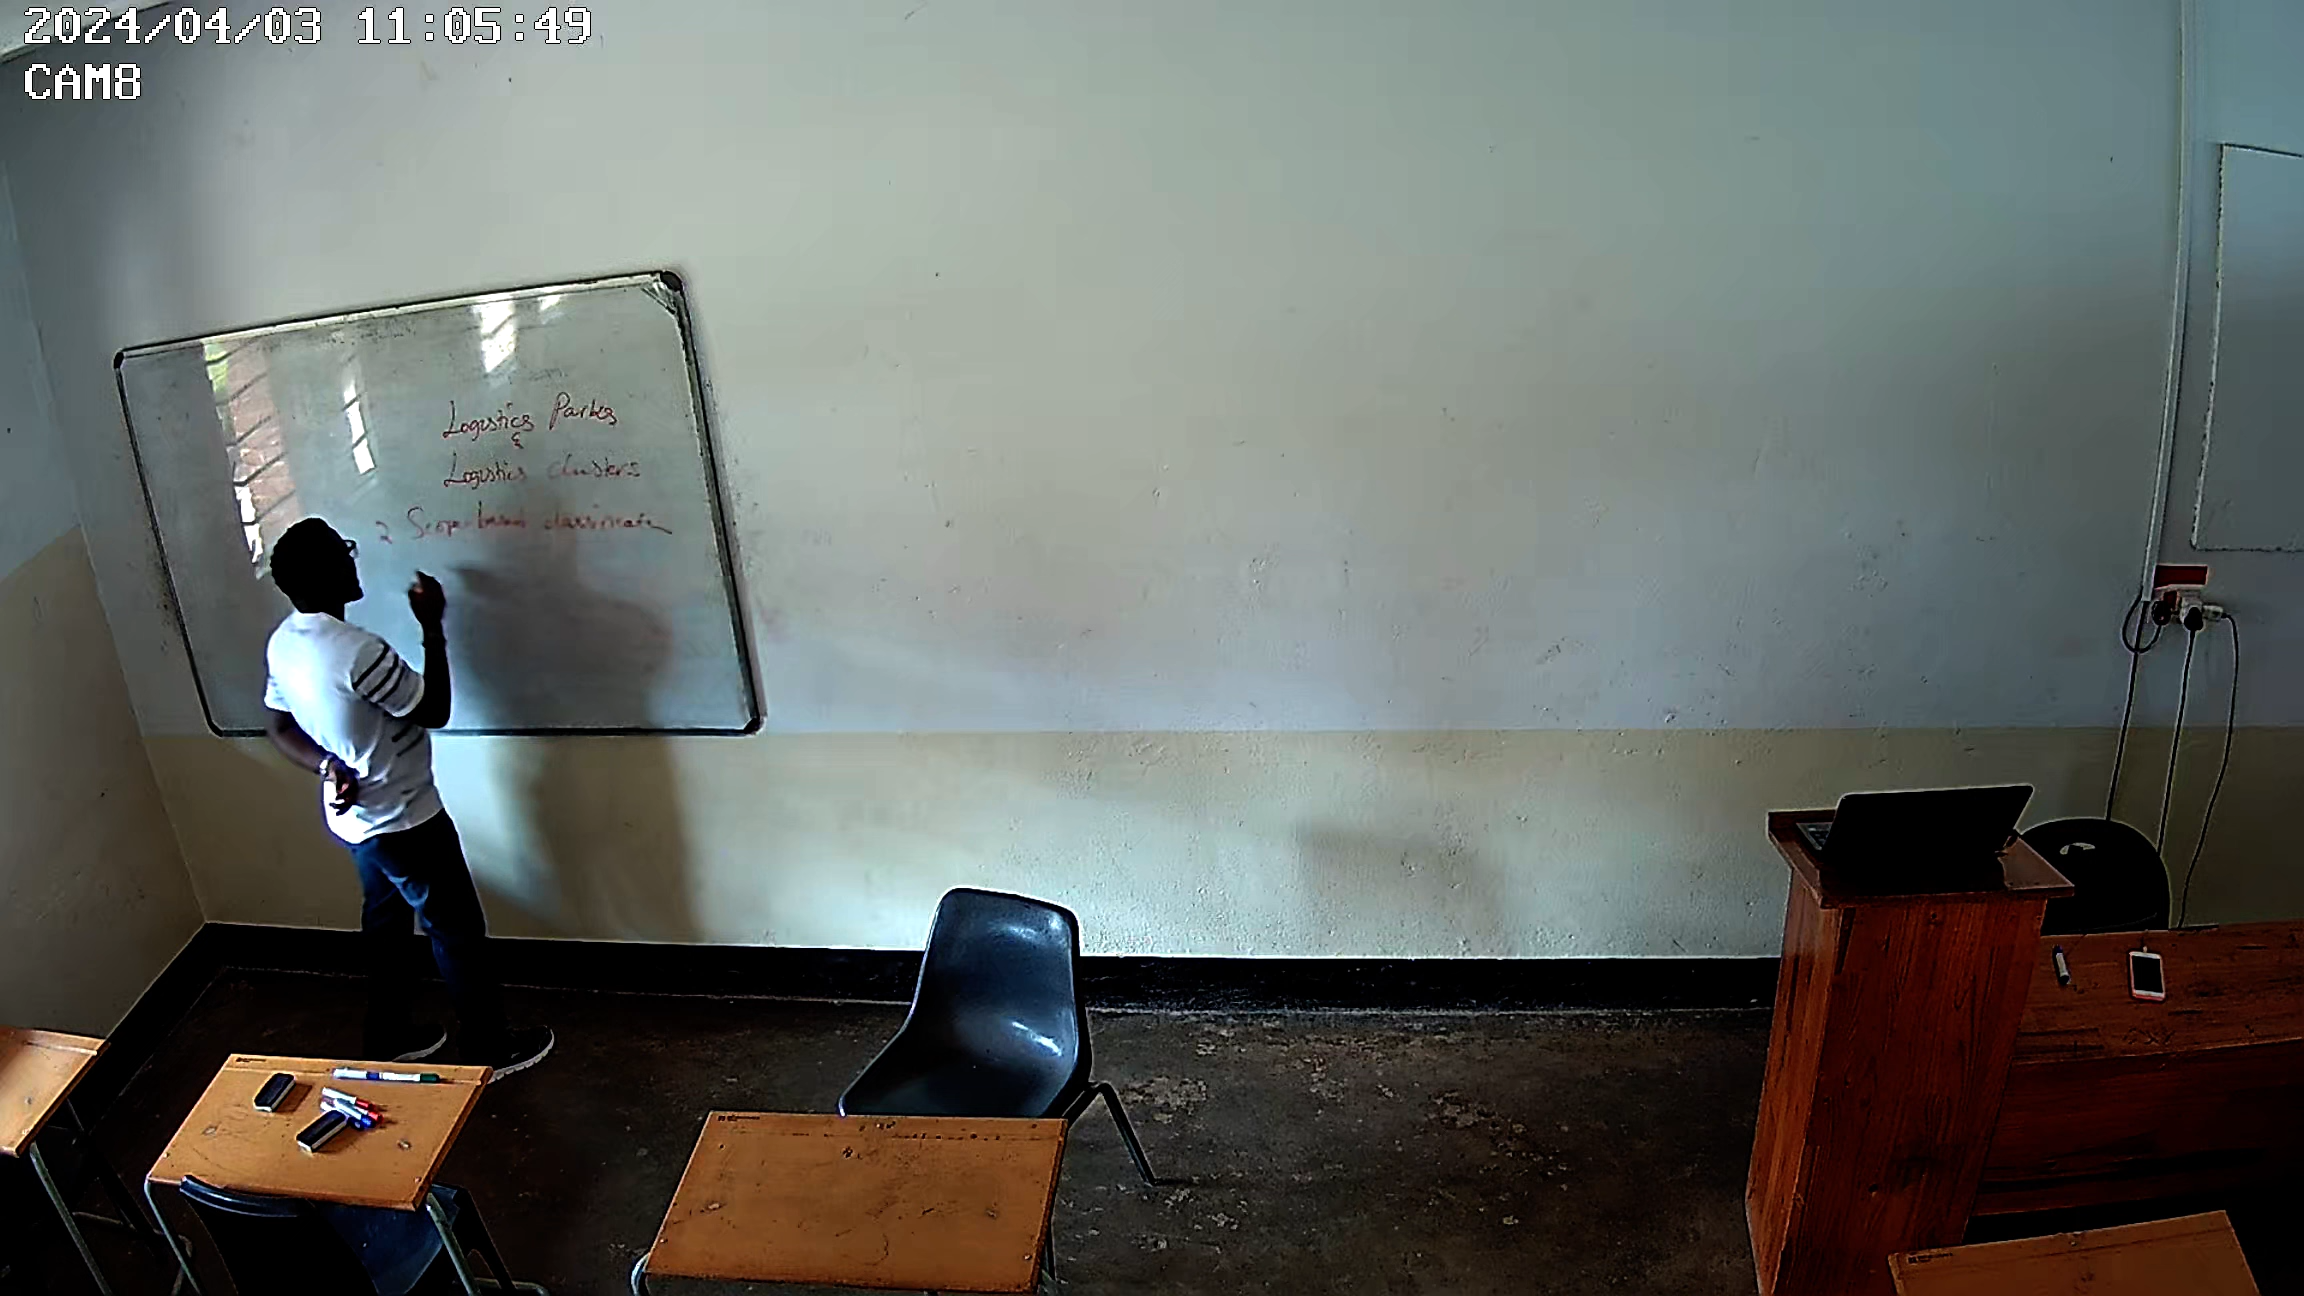 2024/04/03 11:05:49
CAM8
Logistics Parks
&
Logistics clusters
2 Scope based classification